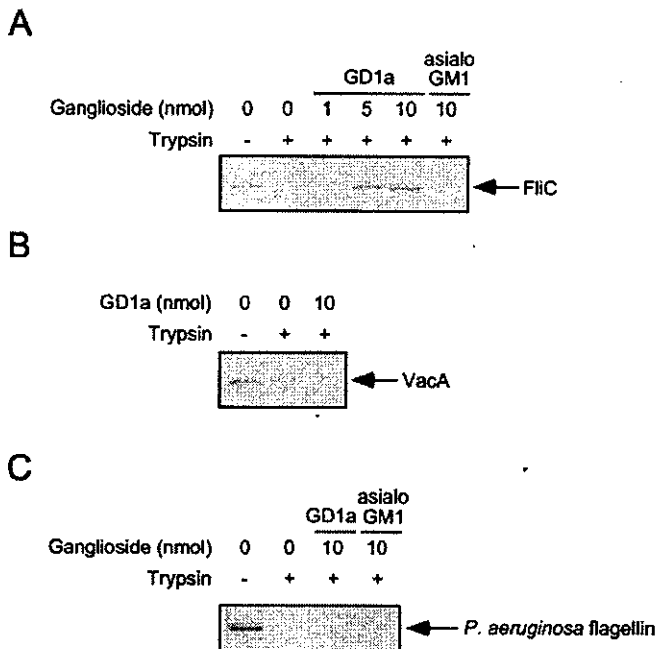 A
asialo
GD1a GM1
Ganglioside (nmol) 0 0 1 5 10 10
Trypsin - + + + + +
FliC
B
GD1a (nmol) 0 0 10
Trypsin - + +
VacA
C
asialo
GD1a GM1
Ganglioside (nmol) 0 0 10 10
Trypsin - + + +
P. aeruginosa flagellin